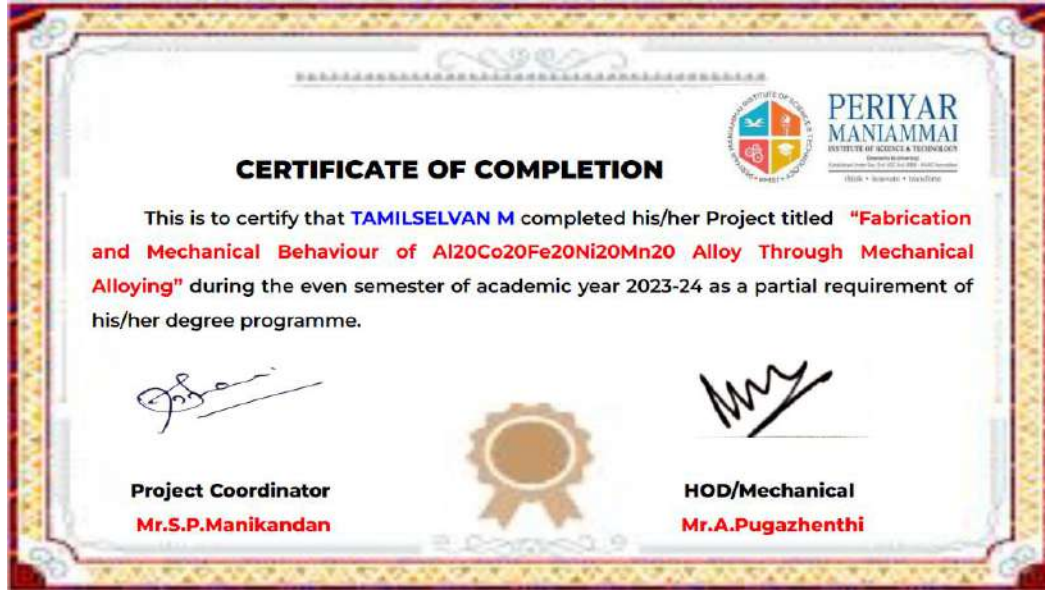 PERIYAR
MANIAMMAI
INSTITUTE OF SCIENCE & TECHNOLOGY
think • innovate • transform
CERTIFICATE OF COMPLETION
This is to certify that TAMILSELVAN M completed his/her Project titled “Fabrication
and Mechanical Behaviour of Al20Co20Fe20Ni20Mn20 Alloy Through Mechanical
Alloying” during the even semester of academic year 2023-24 as a partial requirement of
his/her degree programme.
Project Coordinator
HOD/Mechanical
Mr.S.P.Manikandan
Mr.A.Pugazhenthi